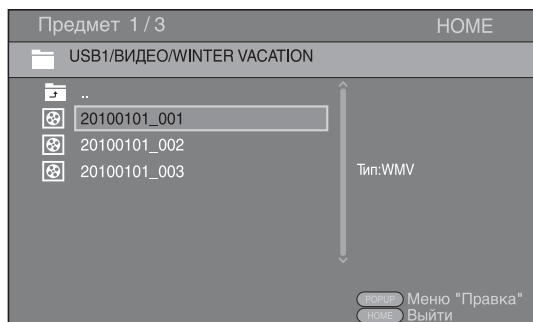 Предмет 1/3 HOME
USB1/ВИДЕО/WINTER VACATION
..
20100101_001
20100101_002
20100101_003
Тип:WMV
POPUP Меню "Правка"
HOME Выйти